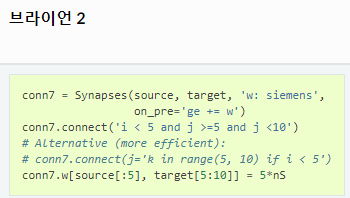 브라이언 2
conn7 = Synapses(source, target, 'w: siemens',
on_pre='ge += w')
conn7.connect('i < 5 and j >=5 and j <10')
# Alternative (more efficient):
# conn7.connect(j='k in range(5, 10) if i < 5')
conn7.w[source[:5], target[5:10]] = 5*nS